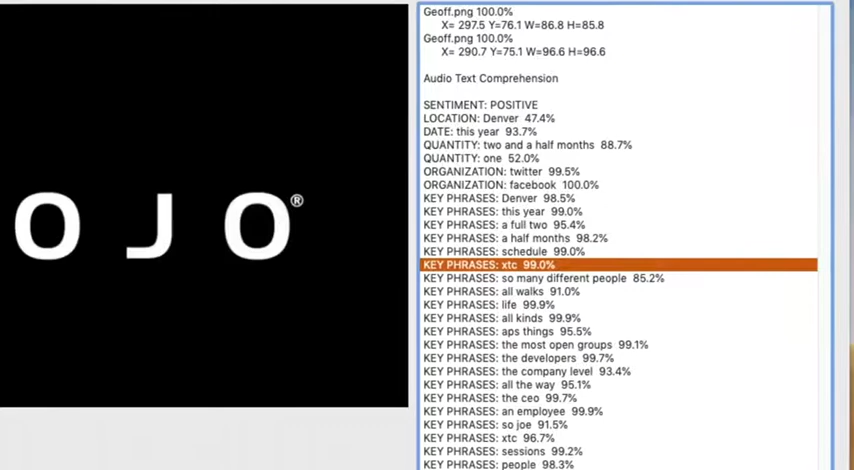 OJO®
Geoff.png 100.0%
X= 297.5 Y=76.1 W=86.8 H=85.8
Geoff.png 100.0%
X= 290.7 Y=75.1 W=96.6 H=96.6
Audio Text Comprehension
SENTIMENT: POSITIVE
LOCATION: Denver 47.4%
DATE: this year 93.7%
QUANTITY: two and a half months 88.7%
QUANTITY: one 52.0%
ORGANIZATION: twitter 99.5%
ORGANIZATION: facebook 100.0%
KEY PHRASES: Denver 98.5%
KEY PHRASES: this year 99.0%
KEY PHRASES: a full two 95.4%
KEY PHRASES: a half months 98.2%
KEY PHRASES: schedule 99.0%
KEY PHRASES: xtc 99.0%
KEY PHRASES: so many different people 85.2%
KEY PHRASES: all walks 91.0%
KEY PHRASES: life 99.9%
KEY PHRASES: all kinds 99.9%
KEY PHRASES: aps things 95.5%
KEY PHRASES: the most open groups 99.1%
KEY PHRASES: the developers 99.7%
KEY PHRASES: the company level 93.4%
KEY PHRASES: all the way 95.1%
KEY PHRASES: the ceo 99.7%
KEY PHRASES: an employee 99.9%
KEY PHRASES: so joe 91.5%
KEY PHRASES: xtc 96.7%
KEY PHRASES: sessions 99.2%
KEY PHRASES: people 98.3%